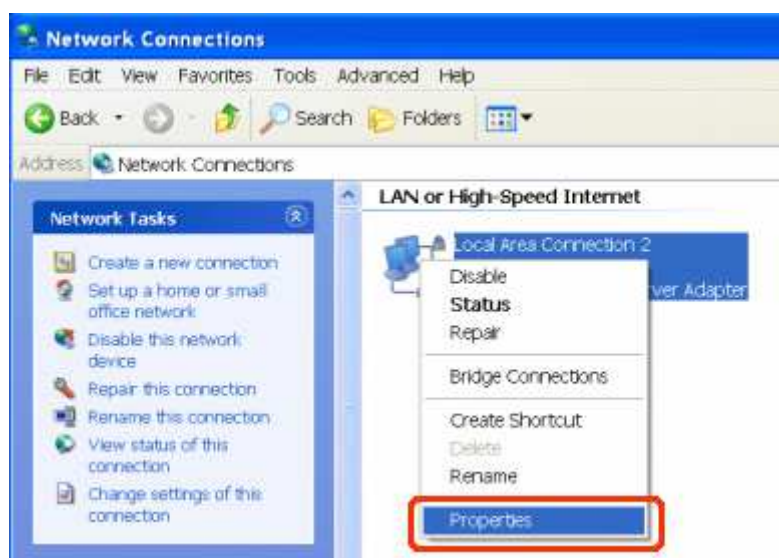 Network Connections
File Edit View Favorites Tools Advanced Help
Back Search Folders
Address Network Connections
Network Tasks
Create a new connection
Set up a home or small
office network
Disable this network
device
Repair this connection
Rename this connection
View status of this
connection
Change settings of this
connection
LAN or High-Speed Internet
Local Area Connection 2
ver Adapter
Disable
Status
Repair
Bridge Connections
Create Shortcut
Delete
Rename
Properties